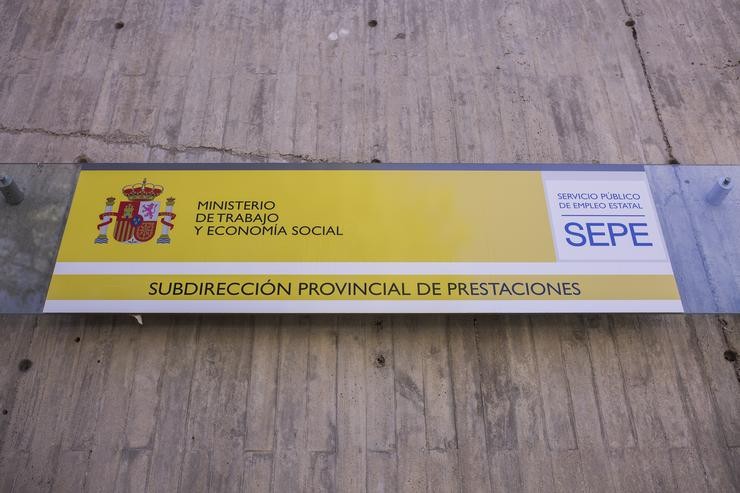 MINISTERIO
DE TRABAJO
Y ECONOMÍA SOCIAL
SERVICIO PÚBLICO
DE EMPLEO ESTATAL
SEPE
SUBDIRECCIÓN PROVINCIAL DE PRESTACIONES